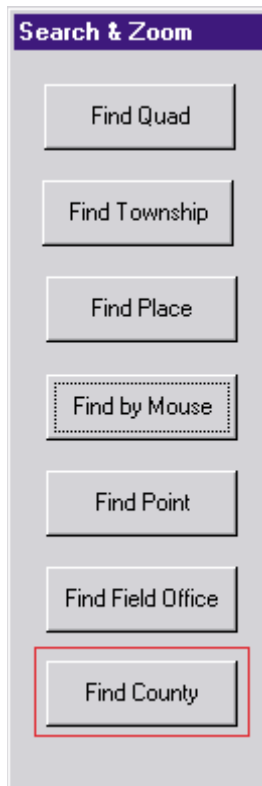 Search & Zoom
Find Quad
Find Township
Find Place
Find by Mouse
Find Point
Find Field Office
Find County